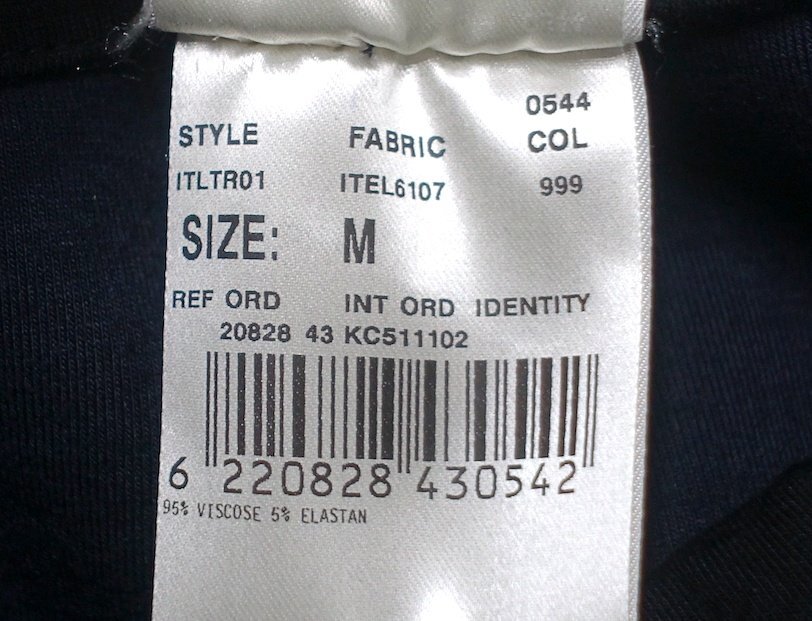 0544
STYLE FABRIC COL
ITLTR01 ITEL6107 999
SIZE: M
REF ORD INT ORD IDENTITY
20828 43 KC511102
6 220828 430542
95% VISCOSE 5% ELASTAN